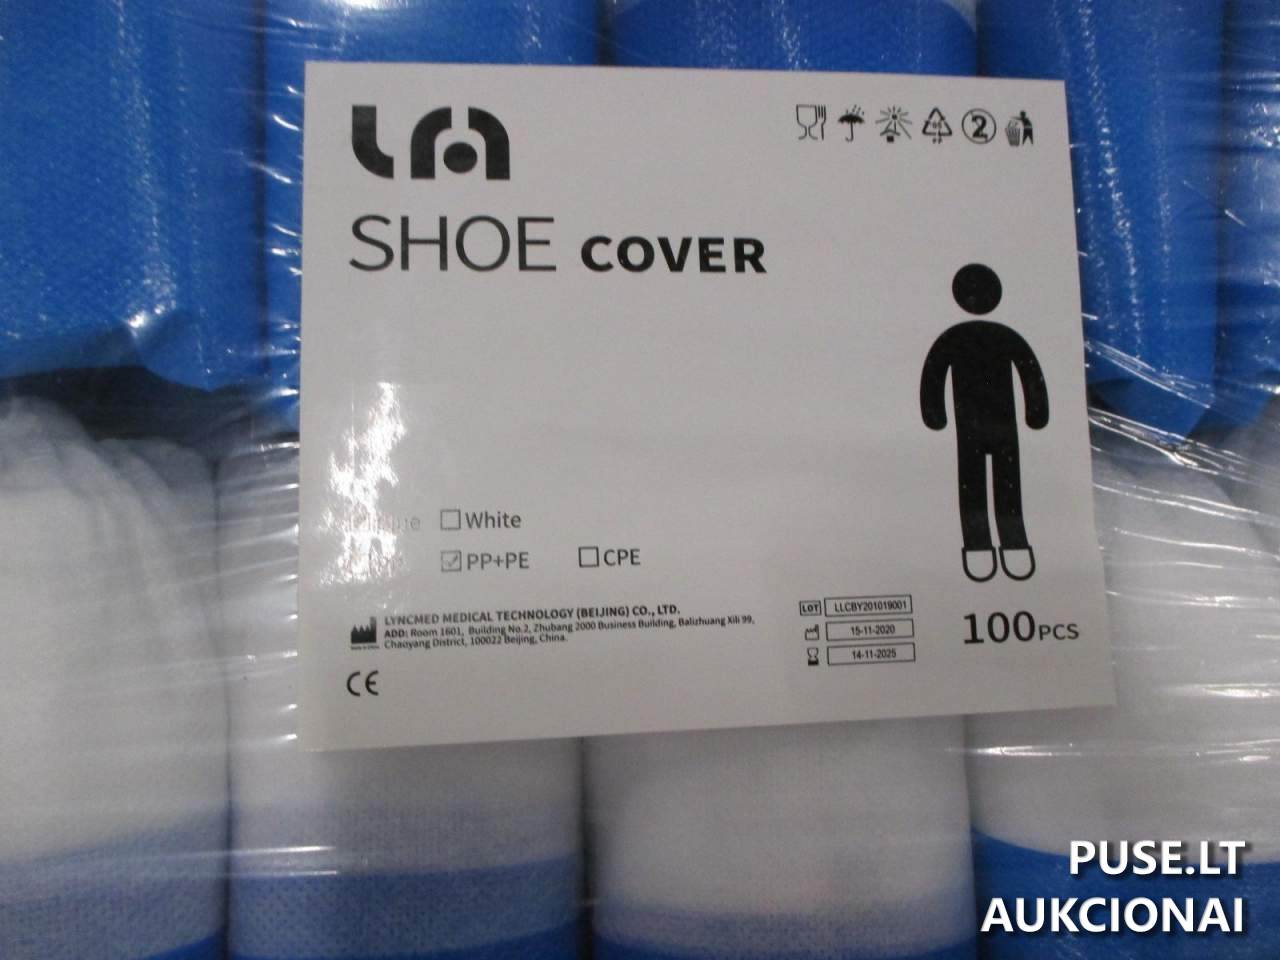 SHOE COVER
White
PP+PE
CPE
LYNCMED MEDICAL TECHNOLOGY (BEIJING) CO., LTD.
ADD: Room 1601, Building No.2, Zhubang 2000 Business Building, Balizhuang Xili 99,
Chaoyang District, 100022 Beijing, China.
CE
LOT LLCBY201019001
15-11-2020
14-11-2025
100PCS
2
PUSE.LT
AUKCIONAI